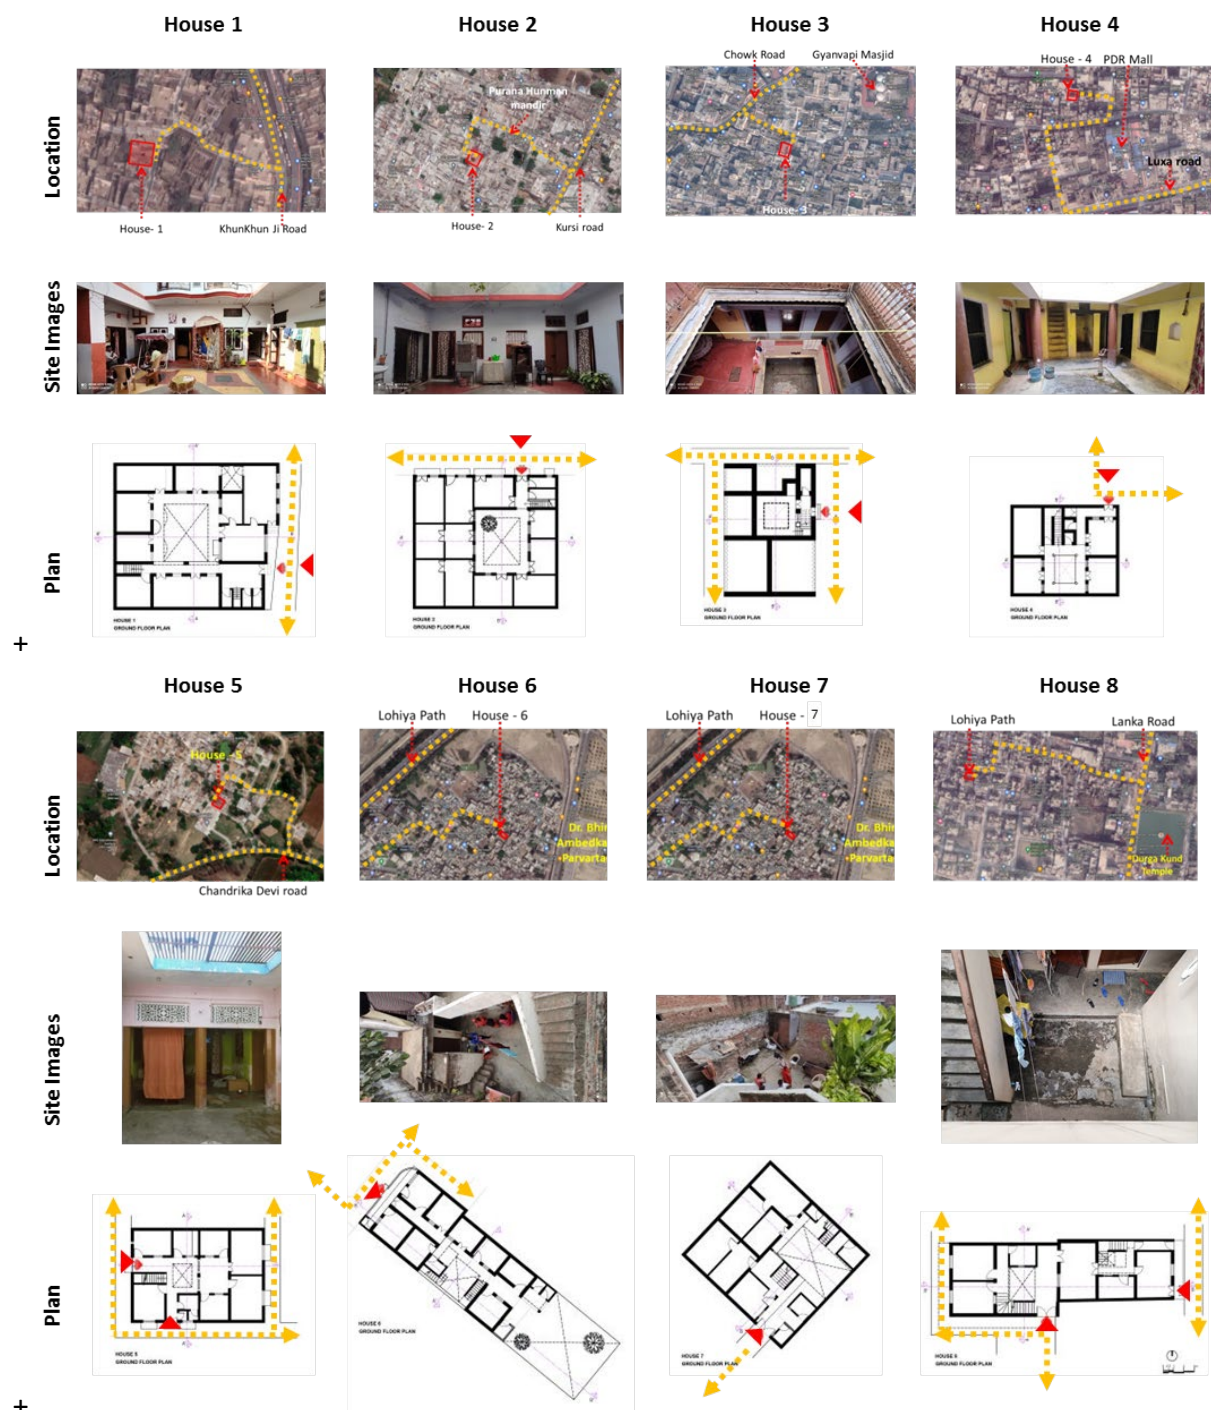 House 1
House 2
House 3
House 4
Location
Chowk Road
Gyanvapi Masjid
House - 4
PDR Mall
Purana Hunmen
mandir
Luxa road
House- 1
KhunKhun Ji Road
House- 2
Kursi road
House- 3
Site Images
Plan
HOUSE 1
GROUND FLOOR PLAN
HOUSE 2
GROUND FLOOR PLAN
HOUSE 3
GROUND FLOOR PLAN
HOUSE 4
GROUND FLOOR PLAN
+
House 5
House 6
House 7
House 8
Location
House -5
Lohiya Path
House - 6
Lohiya Path
House - 7
Lohiya Path
Lanka Road
Dr. Bhir
Ambedka
Parvarta
Dr. Bhir
Ambedka
Parvarta
Durga Kund
Temple
Chandrika Devi road
Site Images
Plan
HOUSE 5
GROUND FLOOR PLAN
HOUSE 6
GROUND FLOOR PLAN
HOUSE 7
GROUND FLOOR PLAN
GROUND FLOOR PLAN
+